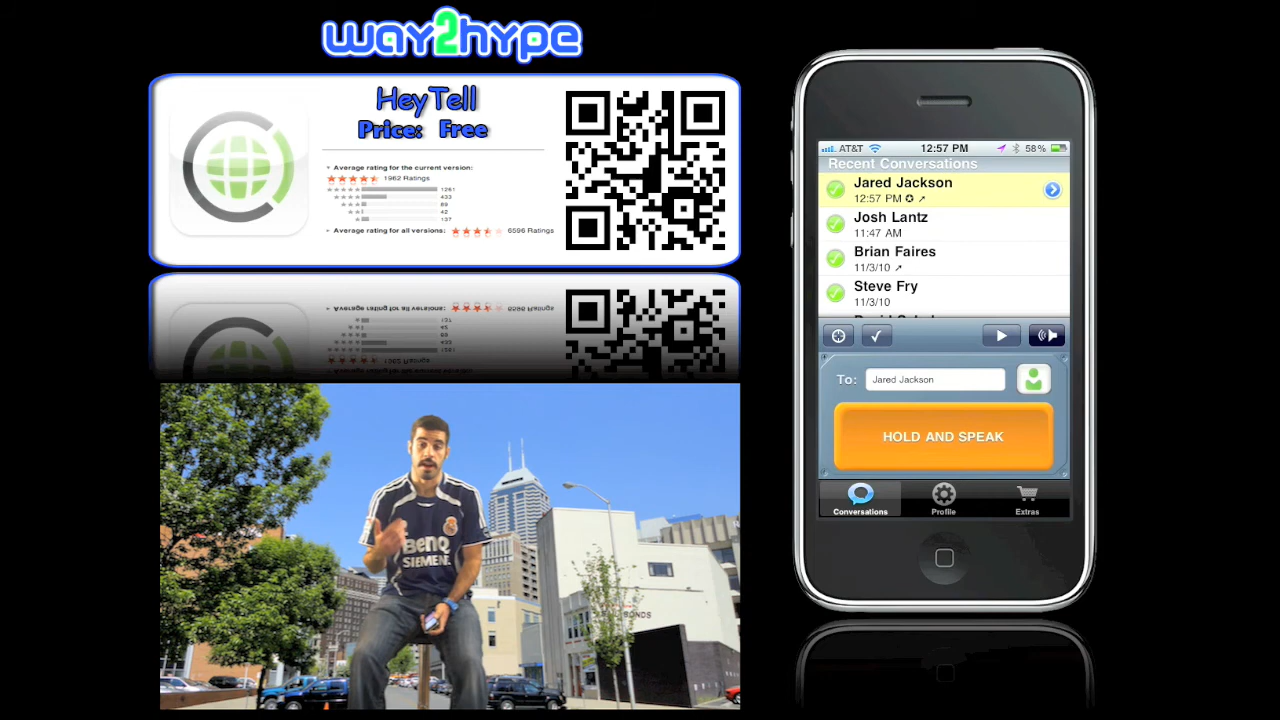 way2hype
HeyTell
Price: Free
Average rating for the current version:
1962 Ratings
1261
433
89
42
137
Average rating for all versions:
6596 Ratings
AT&T
12:57 PM
58%
Recent Conversations
Jared Jackson
12:57 PM
Josh Lantz
11:47 AM
Brian Faires
11/3/10
Steve Fry
11/3/10
To:
Jared Jackson
HOLD AND SPEAK
Conversations
Profile
Extras
BenQ
SIEMENS
BONDS